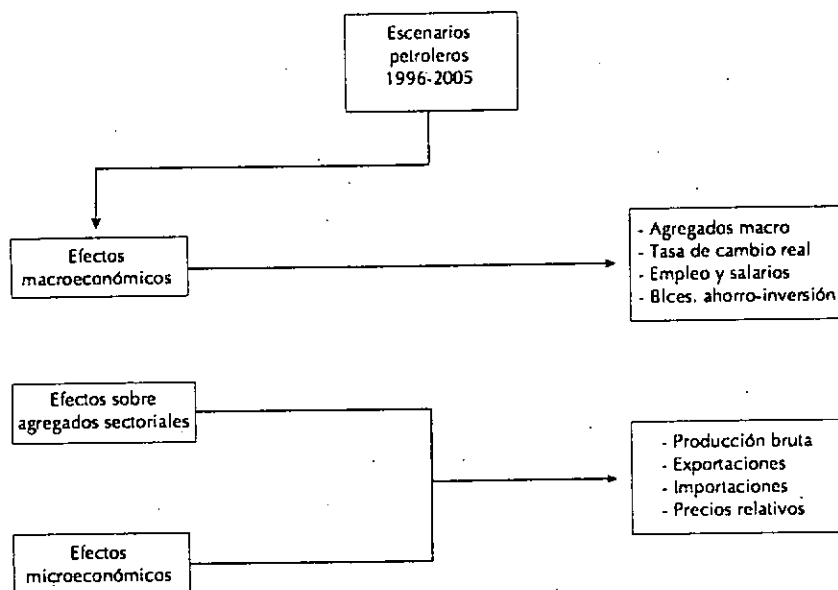 Escenarios
petroleros
1996-2005
Efectos
macroeconómicos
- Agregados macro
- Tasa de cambio real
- Empleo y salarios
- Blces. ahorro-inversión
Efectos sobre
agregados sectoriales
- Producción bruta
- Exportaciones
- Importaciones
- Precios relativos
Efectos
microeconómicos